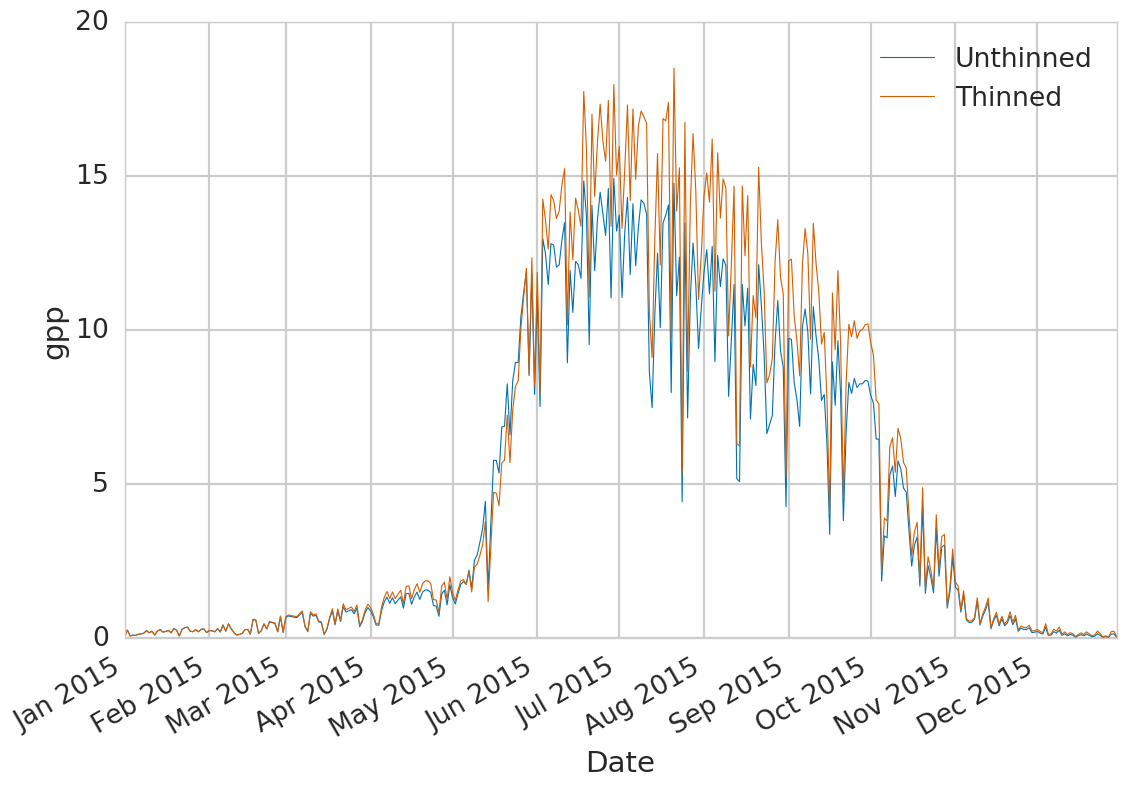 20
15
10
5
0
gpp
Unthinned
Thinned
Jan 2015
Feb 2015
Mar 2015
Apr 2015
May 2015
Jun 2015
Jul 2015
Aug 2015
Sep 2015
Oct 2015
Nov 2015
Dec 2015
Date